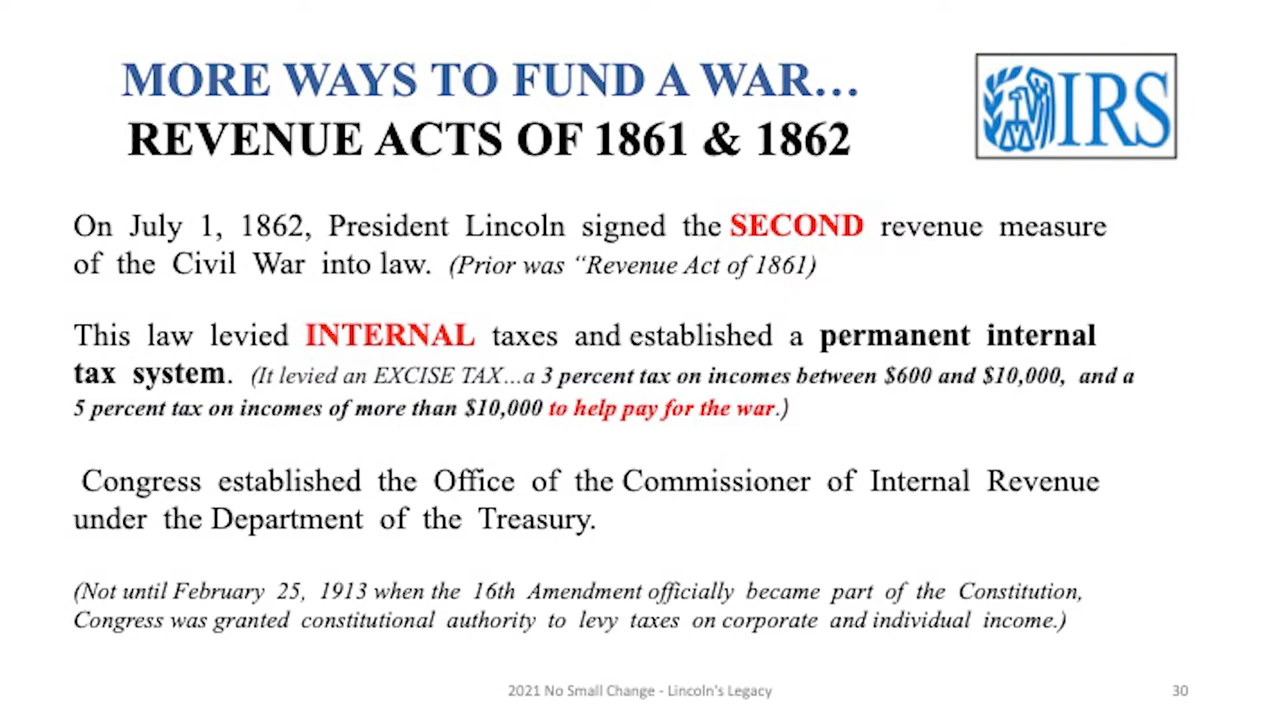 MORE WAYS TO FUND A WAR…
REVENUE ACTS OF 1861 & 1862
IRS
On July 1, 1862, President Lincoln signed the SECOND revenue measure
of the Civil War into law. (Prior was “Revenue Act of 1861)
This law levied INTERNAL taxes and established a permanent internal
tax system. (It levied an EXCISE TAX…a 3 percent tax on incomes between $600 and $10,000, and a
5 percent tax on incomes of more than $10,000 to help pay for the war.)
Congress established the Office of the Commissioner of Internal Revenue
under the Department of the Treasury.
(Not until February 25, 1913 when the 16th Amendment officially became part of the Constitution,
Congress was granted constitutional authority to levy taxes on corporate and individual income.)
2021 No Small Change - Lincoln's Legacy
30